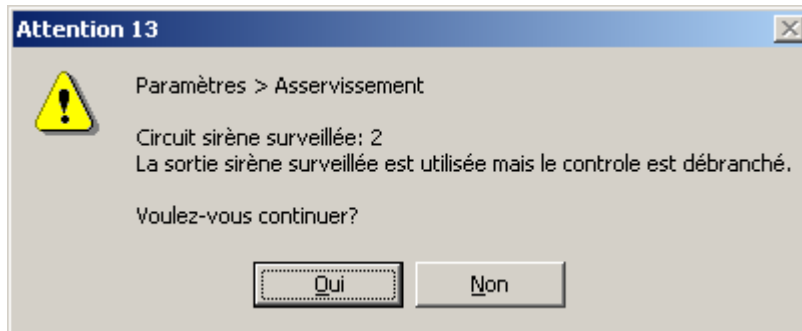 Attention 13
Paramètres > Asservissement
Circuit sirène surveillée: 2
La sortie sirène surveillée est utilisée mais le controle est débranché.
Voulez-vous continuer?
Oui
Non